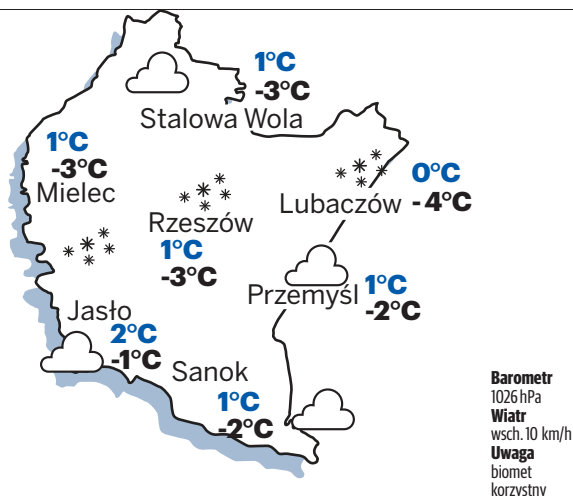 1°C
-3°C
Stalowa Wola
1°C
-3°C
Mielec
0°C
Lubaczów -4°C
Rzeszów
1°C
-3°C
Przemyśl 1°C
-2°C
Jasło
2°C
-1°C
Sanok
1°C
-2°C
Barometr
1026 hPa
Wiatr
wsch. 10 km/h
Uwaga
biomet
korzystny